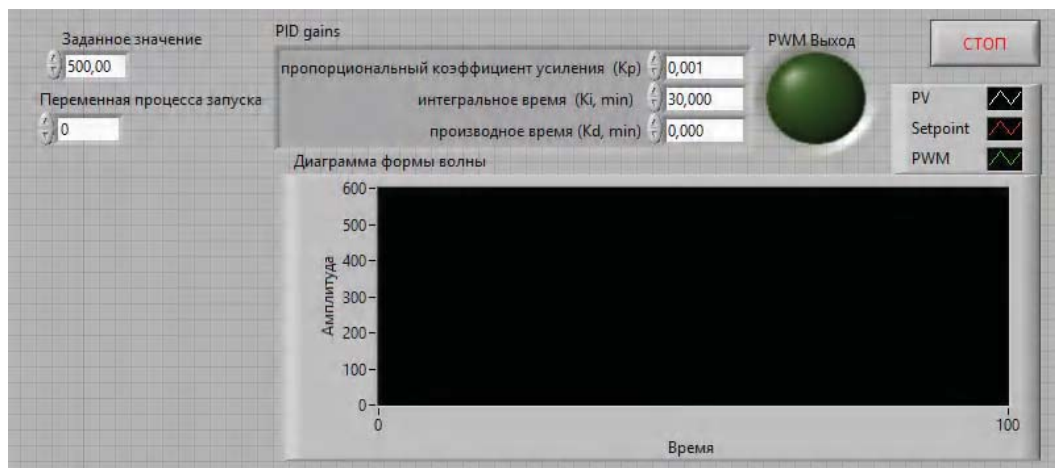 Заданное значение
500,00
Переменная процесса запуска
0
PID gains
пропорциональный коэффициент усиления (Kp) 0,001
интегральное время (Ki, min) 30,000
производное время (Kd, min) 0,000
PWM Выход
стоп
PV
Setpoint
PWM
Диаграмма формы волны
600
500
400
300
200
100
0
Амплитуда
0
100
Время